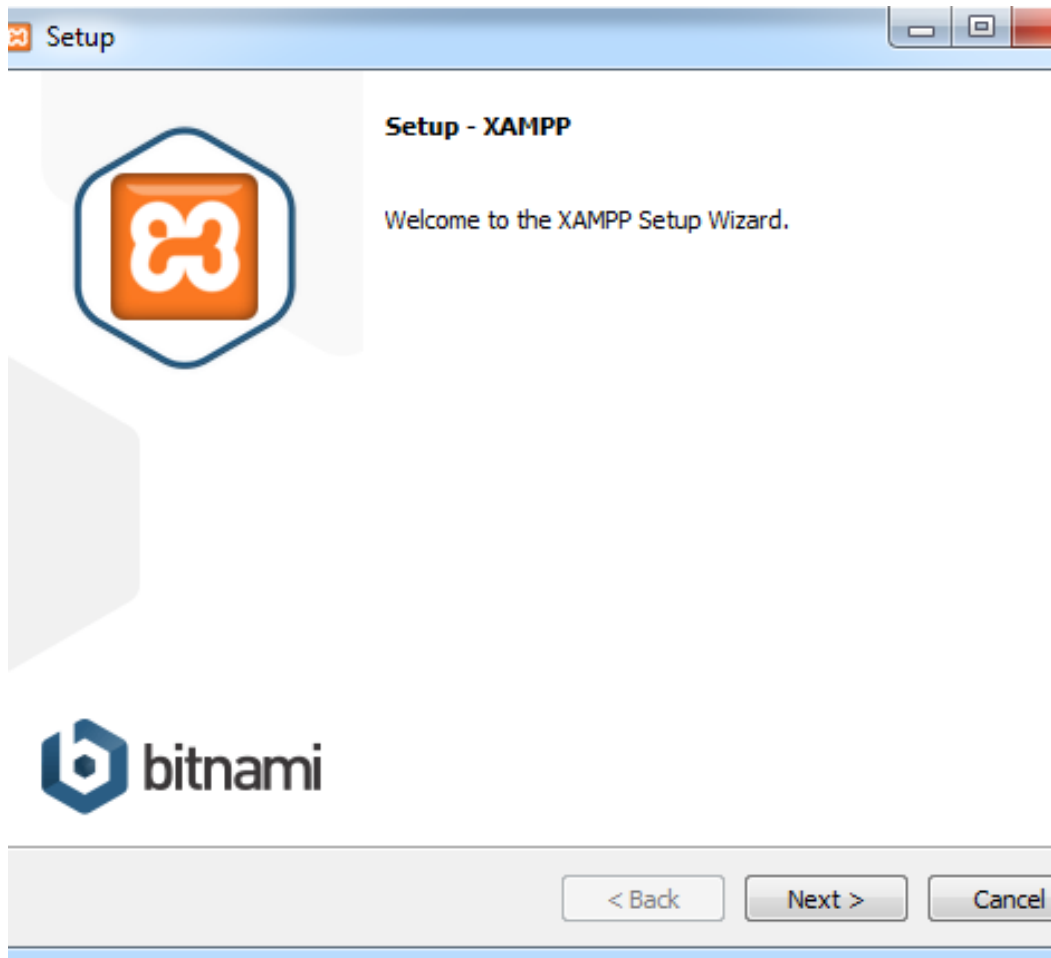 Setup
Setup - XAMPP
Welcome to the XAMPP Setup Wizard.
bitnami
< Back Next > Cancel